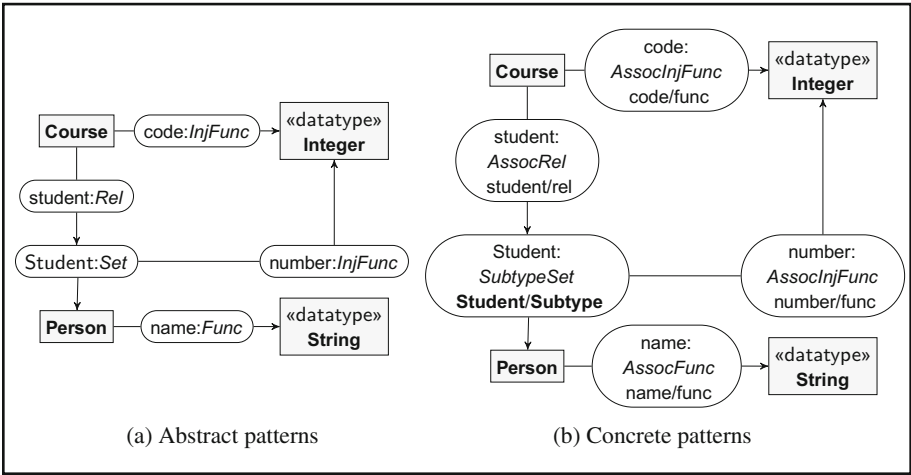 Course
code:InjFunc
«datatype»
Integer
student:Rel
Student:Set
number:InjFunc
Person
name:Func
«datatype»
String
(a) Abstract patterns
Course
code:
AssocInjFunc
code/func
«datatype»
Integer
student:
AssocRel
student/rel
Student:
SubtypeSet
Student/Subtype
number:
AssocInjFunc
number/func
Person
name:
AssocFunc
name/func
«datatype»
String
(b) Concrete patterns